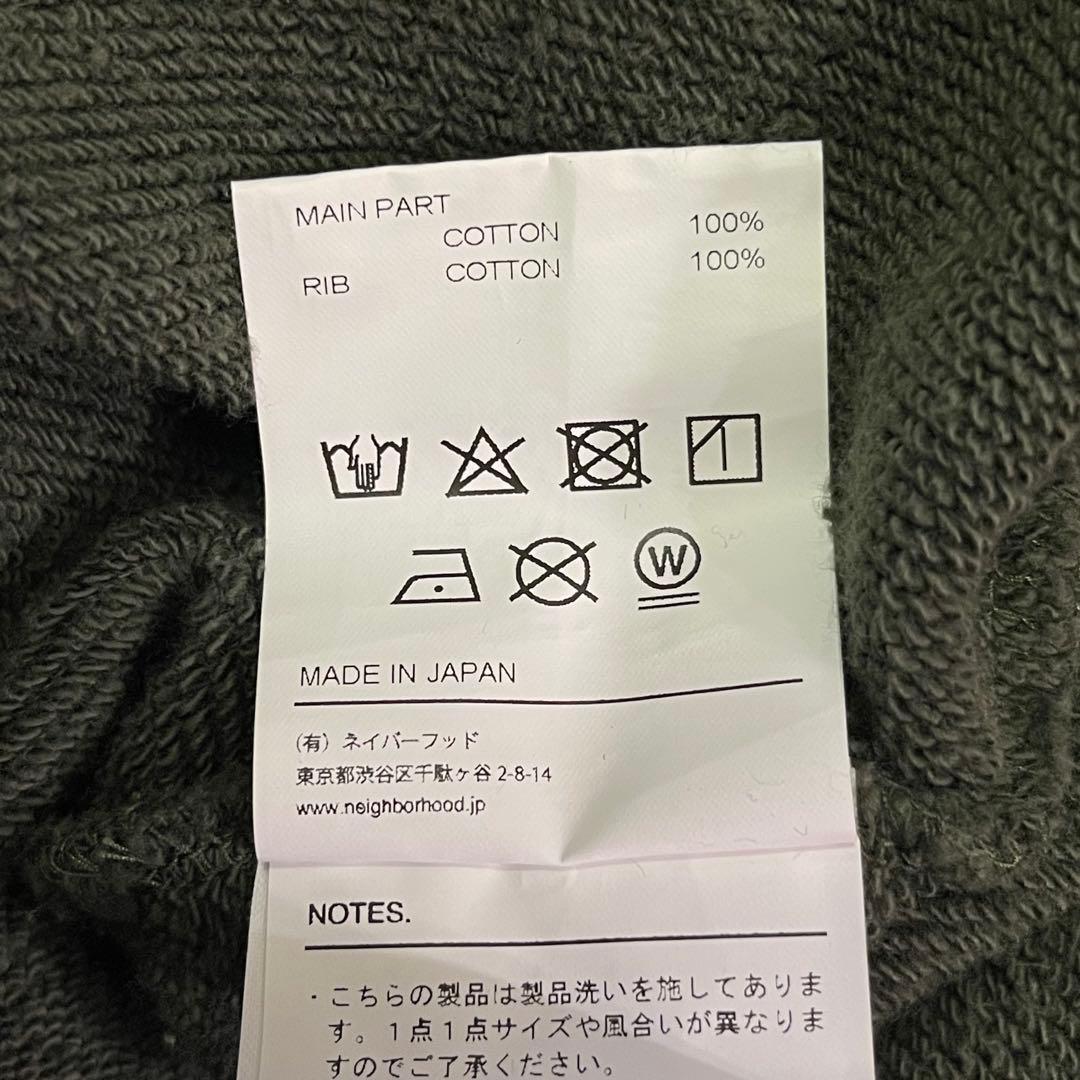 MAIN PART
COTTON 100%
RIB COTTON 100%
W
MADE IN JAPAN
(有) ネイバーフッド
東京都渋谷区千駄ヶ谷 2-8-14
www.neighborhood.jp
NOTES.
・こちらの製品は製品洗いを施してありま
す。1点1点サイズや風合いが異なりま
すのでご了承ください。